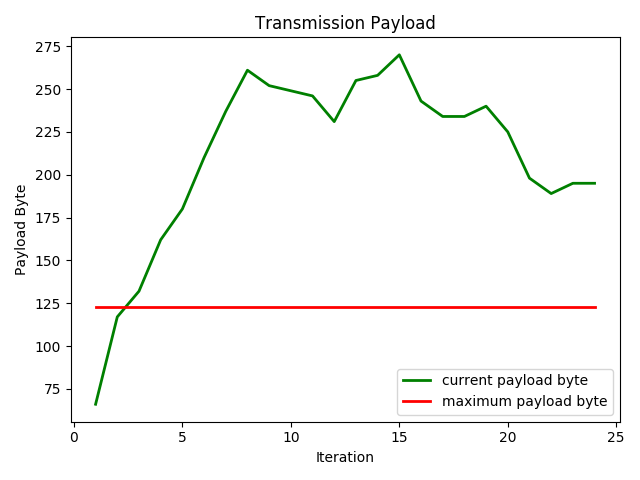 Transmission Payload
275
250
225
200
175
150
125
100
75
Payload Byte
0 5 10 15 20 25
Iteration
current payload byte
maximum payload byte